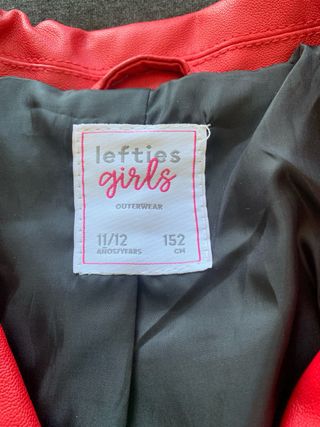 lefties
girls
OUTERWEAR
11/12 152
AÑOS/YEARS CM